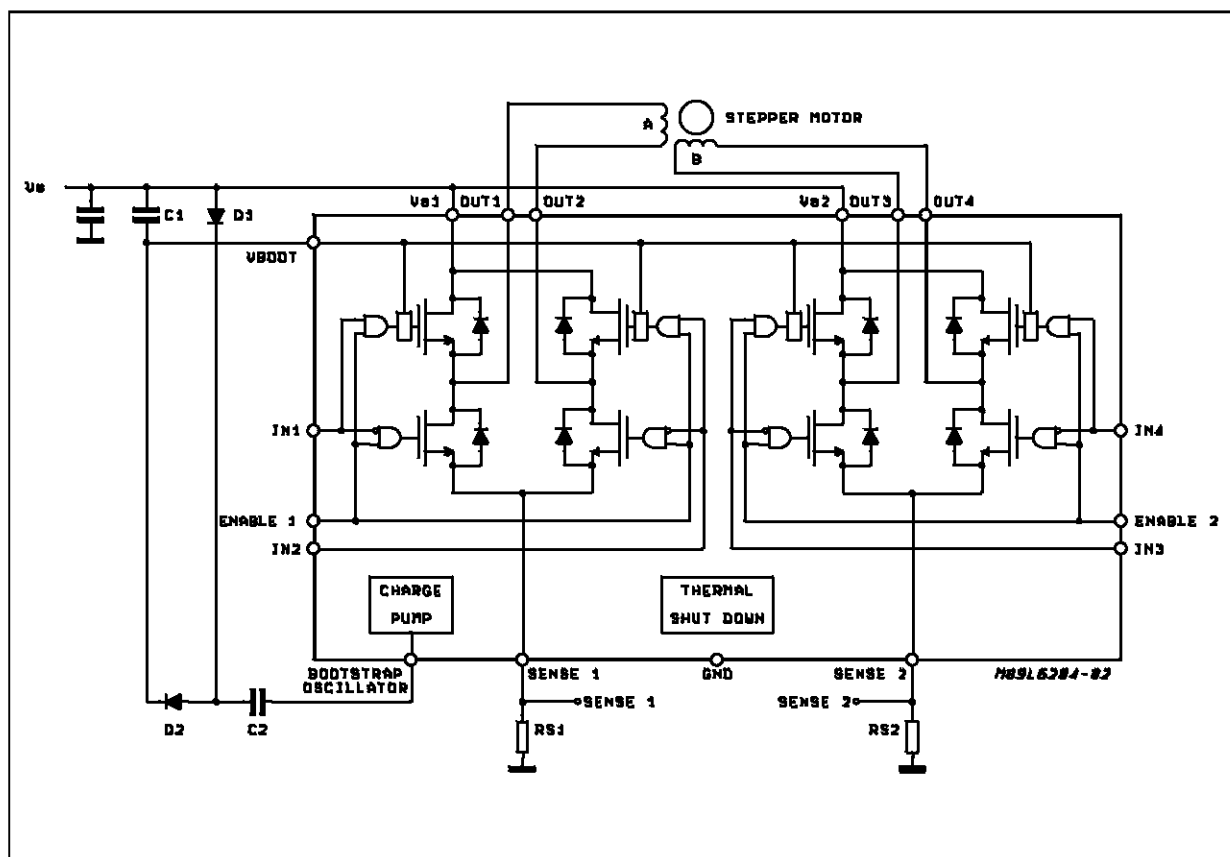 STEPPER MOTOR
A
B
Vs
C1
D1
Vs1
OUT1
OUT2
Vs2
OUT3
OUT4
VBOOT
IN1
IN4
ENABLE 1
ENABLE 2
IN2
IN3
CHARGE
PUMP
THERMAL
SHUT DOWN
BOOTSTRAP
OSCILLATOR
SENSE 1
GND
SENSE 2
M89L6204-02
D2
C2
SENSE 1
SENSE 2
RS1
RS2